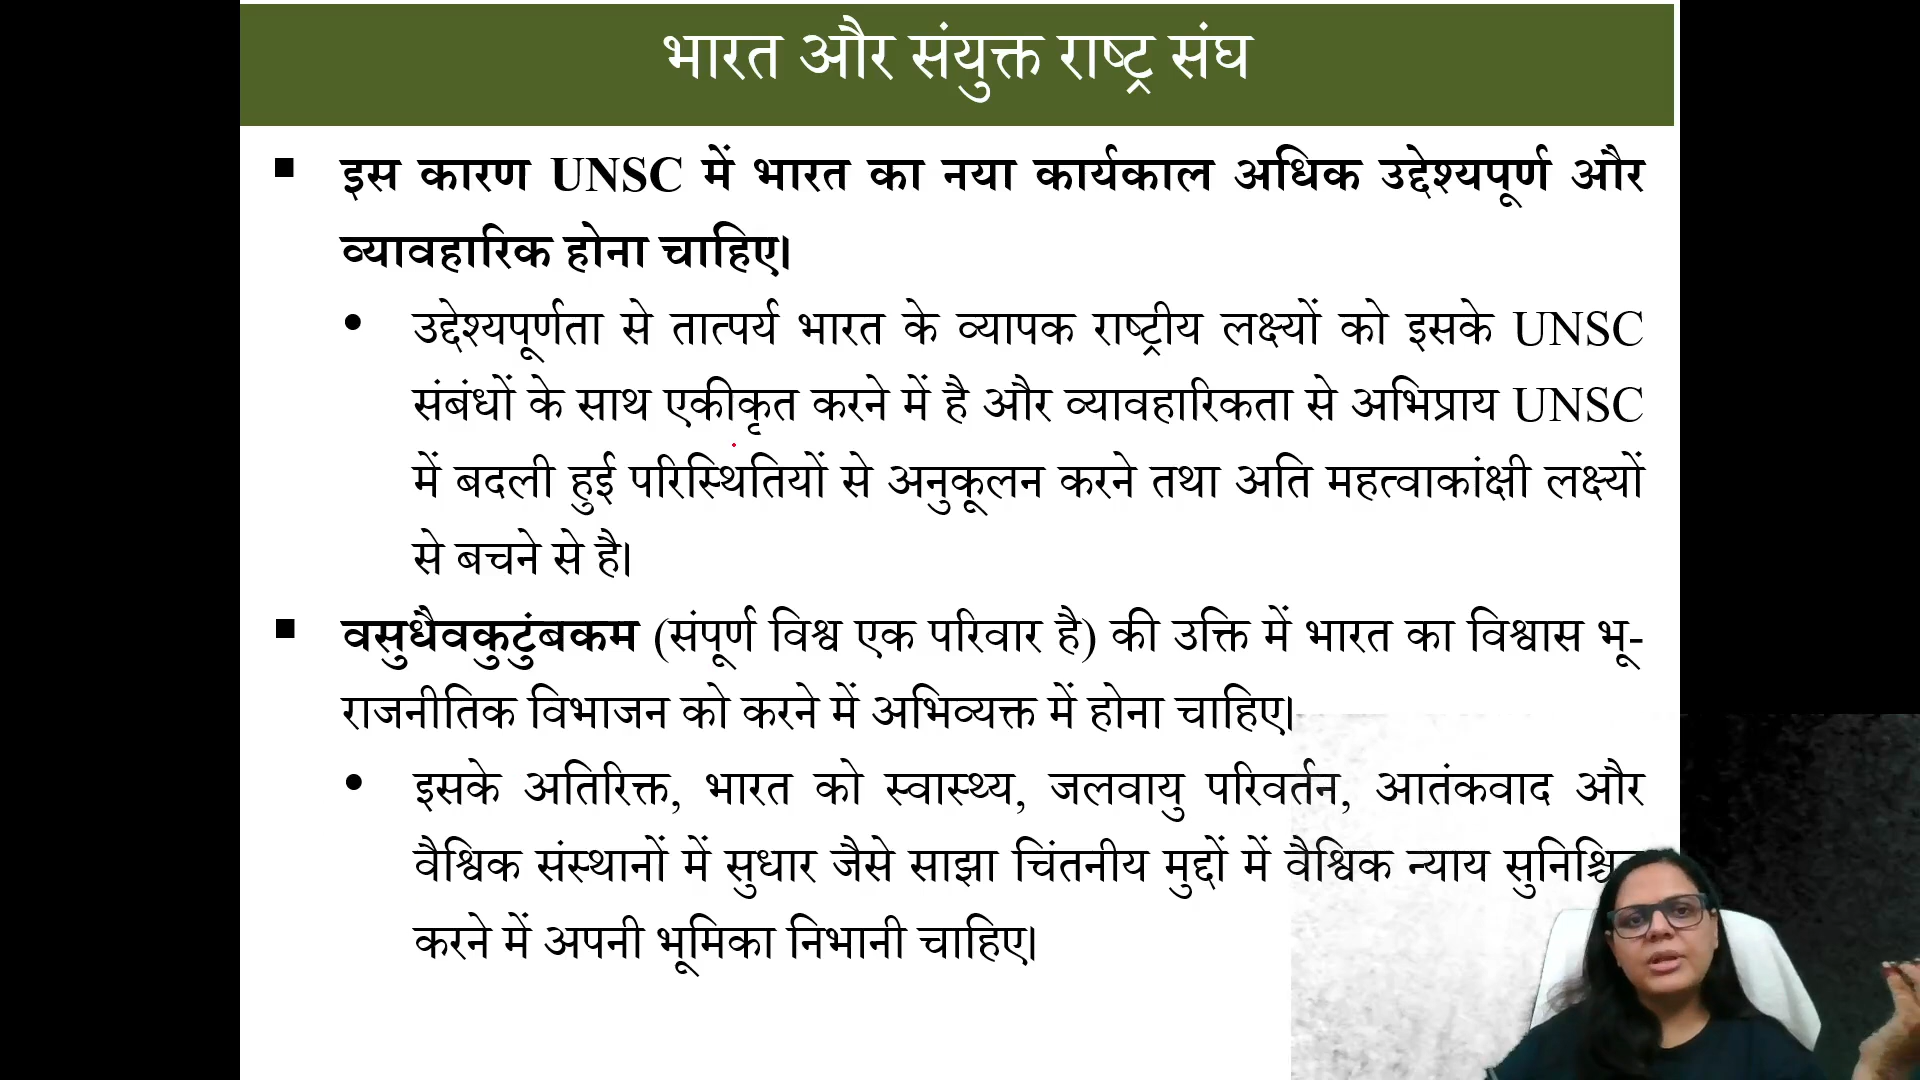 भारत और संयुक्त राष्ट्र संघ
▪ इस कारण UNSC में भारत का नया कार्यकाल अधिक उद्देश्यपूर्ण और
व्यावहारिक होना चाहिए।
• उद्देश्यपूर्णता से तात्पर्य भारत के व्यापक राष्ट्रीय लक्ष्यों को इसके UNSC
संबंधों के साथ एकीकृत करने में है और व्यावहारिकता से अभिप्राय UNSC
में बदली हुई परिस्थितियों से अनुकूलन करने तथा अति महत्वाकांक्षी लक्ष्यों
से बचने से है।
▪ वसुधैवकुटुंबकम (संपूर्ण विश्व एक परिवार है) की उक्ति में भारत का विश्वास भू-
राजनीतिक विभाजन को करने में अभिव्यक्त में होना चाहिए।
• इसके अतिरिक्त, भारत को स्वास्थ्य, जलवायु परिवर्तन, आतंकवाद और
वैश्विक संस्थानों में सुधार जैसे साझा चिंतनीय मुद्दों में वैश्विक न्याय
करने में अपनी भूमिका निभानी चाहिए।